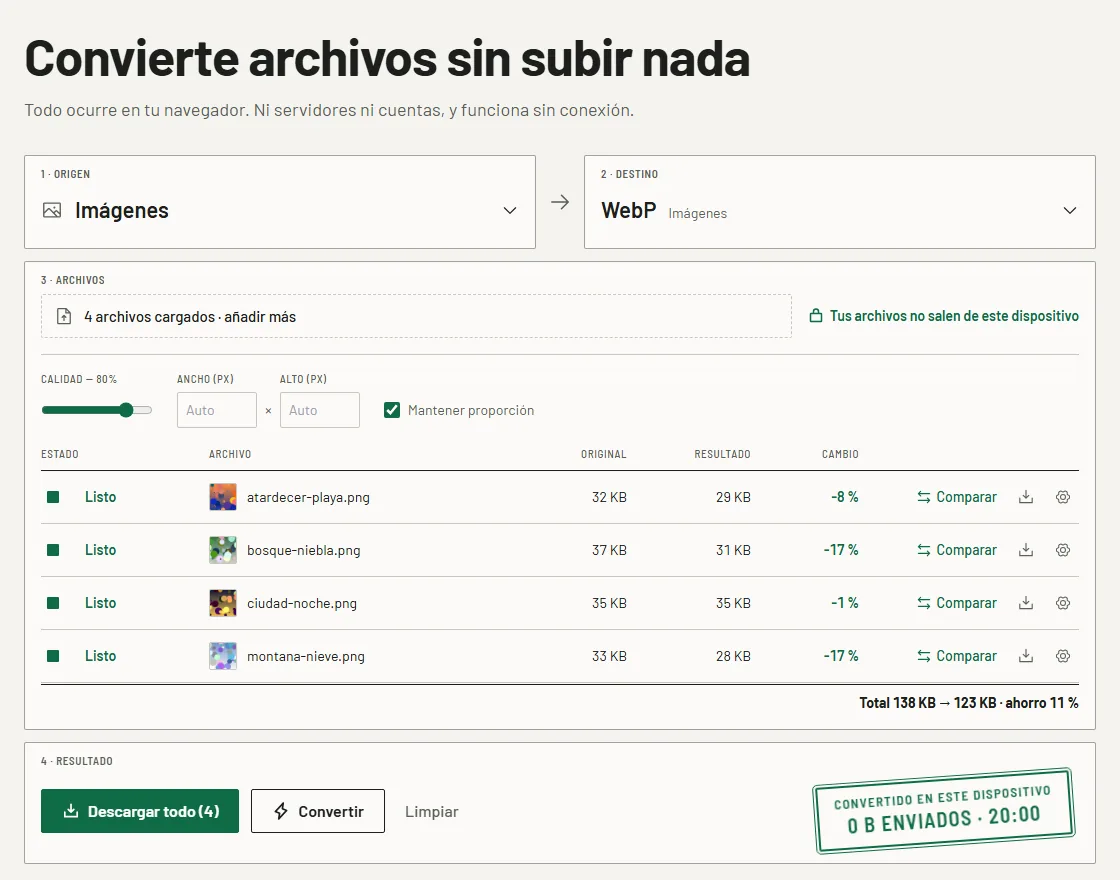 Convierte archivos sin subir nada
Todo ocurre en tu navegador. Ni servidores ni cuentas, y funciona sin conexión.
1 · ORIGEN
Imágenes
2 · DESTINO
WebP Imágenes
3 · ARCHIVOS
4 archivos cargados · añadir más
Tus archivos no salen de este dispositivo
CALIDAD — 80% ANCHO (PX) ALTO (PX)
Auto × Auto Mantener proporción
ESTADO ARCHIVO ORIGINAL RESULTADO CAMBIO
Listo atardecer-playa.png 32 KB 29 KB -8 % Comparar
Listo bosque-niebla.png 37 KB 31 KB -17 % Comparar
Listo ciudad-noche.png 35 KB 35 KB -1 % Comparar
Listo montana-nieve.png 33 KB 28 KB -17 % Comparar
Total 138 KB → 123 KB · ahorro 11 %
4 · RESULTADO
Descargar todo (4) Convertir Limpiar
CONVERTIDO EN ESTE DISPOSITIVO
0 B ENVIADOS · 20:00